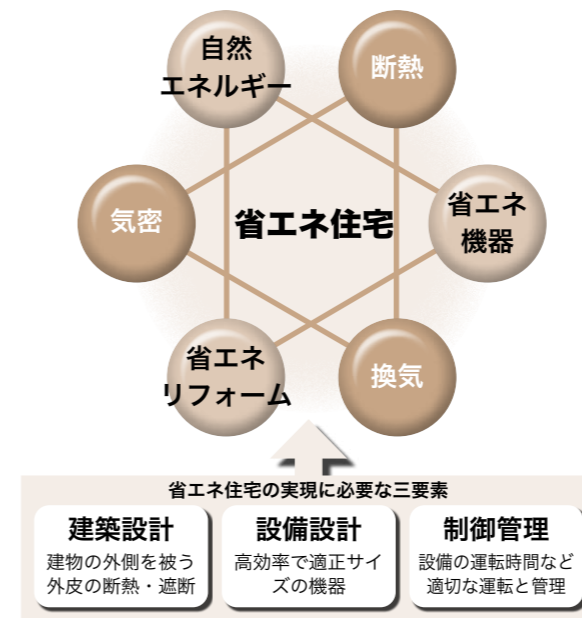 自然
エネルギー
断熱
気密
省エネ住宅
省エネ
機器
省エネ
リフォーム
換気
省エネ住宅の実現に必要な三要素
建築設計
建物の外側を被う
外皮の断熱・遮断
設備設計
高効率で適正サイ
ズの機器
制御管理
設備の運転時間など
適切な運転と管理